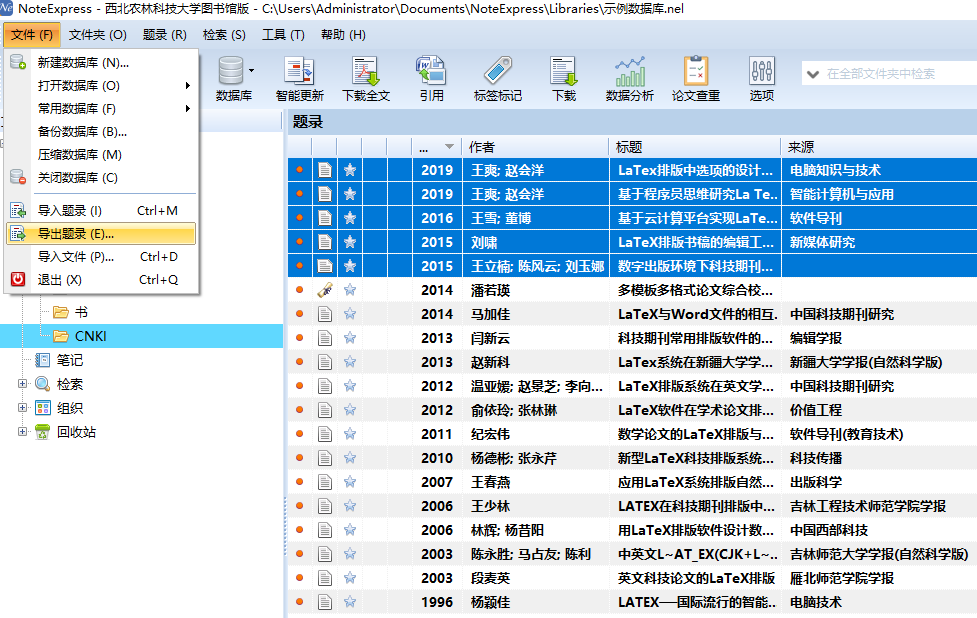 NoteExpress - 西北农林科技大学图书馆版 - C:\Users\Administrator\Documents\NoteExpress\Libraries\示例数据库.nel
文件 (F) 文件夹 (O) 题录 (R) 检索 (S) 工具 (T) 帮助 (H)
新建数据库 (N)...
打开数据库 (O)
常用数据库 (F)
备份数据库 (B)...
压缩数据库 (M)
关闭数据库 (C)
导入题录 (I) Ctrl+M
导出题录 (E)...
导入文件 (P)... Ctrl+D
退出 (X) Ctrl+Q
数据库 智能更新 下载全文 引用 标签标记 下载 数据分析 论文查重 选项
在全部文件夹中检索
书
CNKI
笔记
检索
组织
回收站
题录
... 作者 标题 来源
2019 王爽; 赵会洋 LaTex排版中选项的设计... 电脑知识与技术
2019 王爽; 赵会洋 基于程序员思维研究La Te... 智能计算机与应用
2016 王雪; 董博 基于云计算平台实现LaTe... 软件导刊
2015 刘啸 LaTeX排版书稿的编辑工... 新媒体研究
2015 王立楠; 陈风云; 刘玉娜 数字出版环境下科技期刊...
2014 潘若瑛 多模板多格式论文综合校...
2014 马加佳 LaTeX与Word文件的相互... 中国科技期刊研究
2013 闫新云 科技期刊常用排版软件的... 编辑学报
2013 赵新科 LaTex系统在新疆大学学... 新疆大学学报(自然科学版)
2012 温亚媤; 赵景芝; 李向... LaTeX排版系统在英文学... 中国科技期刊研究
2012 俞依玲; 张林琳 LaTeX软件在学术论文排... 价值工程
2011 纪宏伟 数学论文的LaTeX排版与... 软件导刊(教育技术)
2010 杨德彬; 张永芹 新型LaTeX科技排版系统... 科技传播
2007 王春燕 应用LaTeX系统排版自然... 出版科学
2006 王少林 LATEX在科技期刊排版中... 吉林工程技术师范学院学报
2006 林辉; 杨昔阳 用LaTeX排版软件设计数... 中国西部科技
2003 陈永胜; 马占友; 陈利 中英文L~AT_EX(CJK+L~... 吉林师范大学学报(自然科学版)
2003 段麦英 英文科技论文的LaTeX排版 雁北师范学院学报
1996 杨颖佳 LATEX──国际流行的智能... 电脑技术